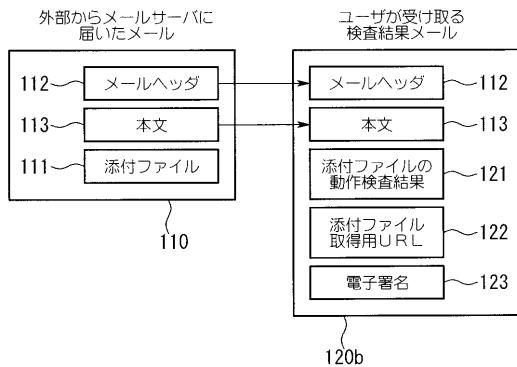 外部からメールサーバに
届いたメール
112
メールヘッダ
113
本文
111
添付ファイル
110
ユーザが受け取る
検査結果メール
メールヘッダ
112
本文
113
添付ファイルの
動作検査結果
121
添付ファイル
取得用URL
122
電子署名
123
120b